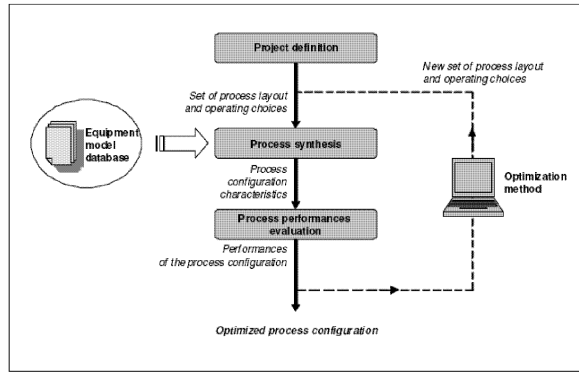 Project definition
New set of process layout
and operating choices
Set of process layout
and operating choices
Equipment
model
database
Process synthesis
Process
configuration
characteristics
Optimization
method
Process performances
evaluation
Performances
of the process configuration
Optimized process configuration